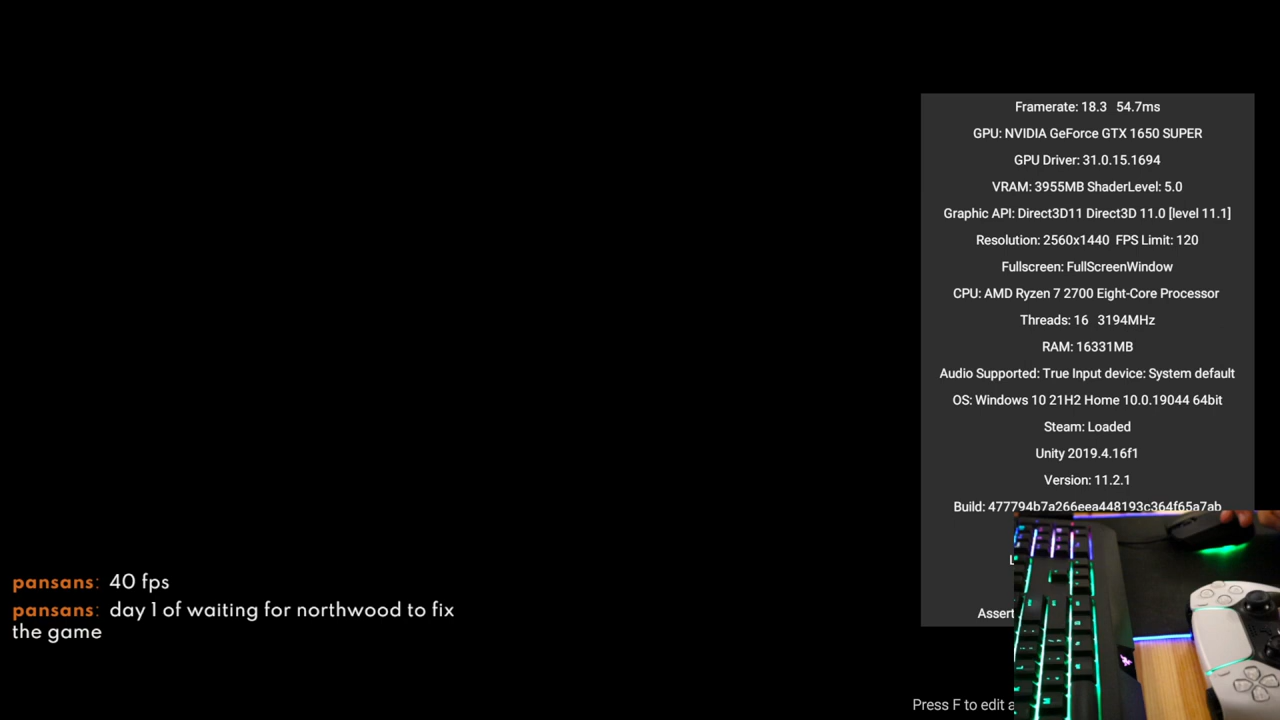 Framerate: 18.3 54.7ms
GPU: NVIDIA GeForce GTX 1650 SUPER
GPU Driver: 31.0.15.1694
VRAM: 3955MB ShaderLevel: 5.0
Graphic API: Direct3D11 Direct3D 11.0 [level 11.1]
Resolution: 2560x1440 FPS Limit: 120
Fullscreen: FullScreenWindow
CPU: AMD Ryzen 7 2700 Eight-Core Processor
Threads: 16 3194MHz
RAM: 16331MB
Audio Supported: True Input device: System default
OS: Windows 10 21H2 Home 10.0.19044 64bit
Steam: Loaded
Unity 2019.4.16f1
Version: 11.2.1
Build: 477794b7a266eea448193c364f65a7ab
pansans: 40 fps
pansans: day 1 of waiting for northwood to fix
the game
Assert
Press F to edit a